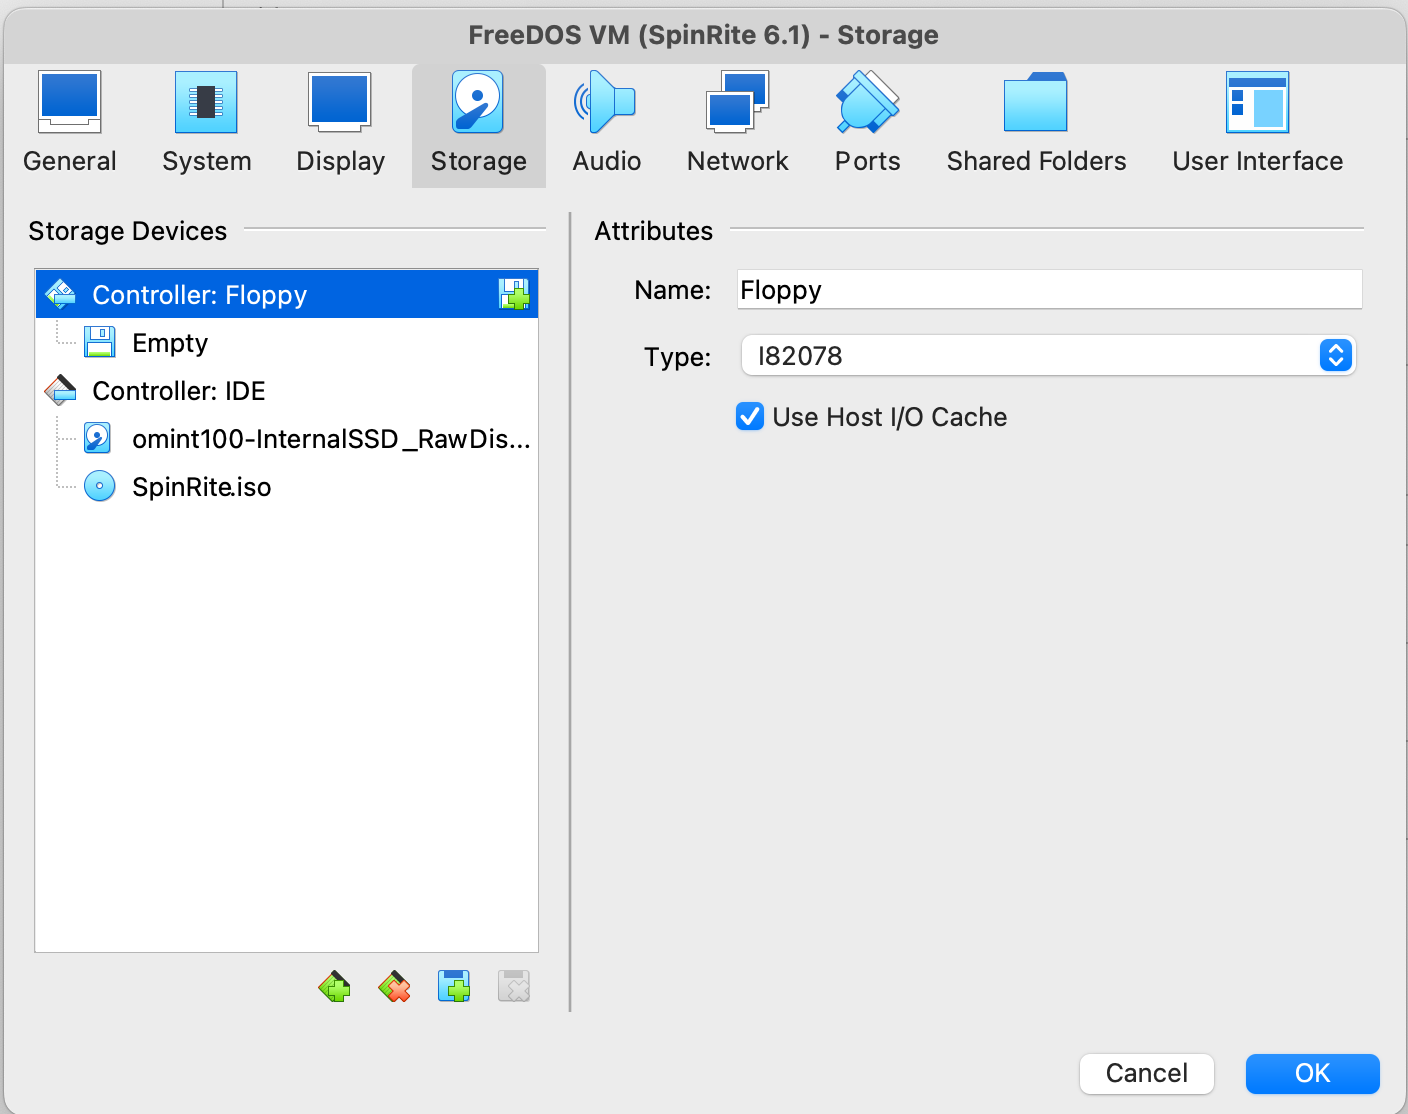 FreeDOS VM (SpinRite 6.1) - Storage
General System Display Storage Audio Network Ports Shared Folders User Interface
Storage Devices
Controller: Floppy
Empty
Controller: IDE
omint100-InternalSSD_RawDis...
SpinRite.iso
Attributes
Name: Floppy
Type: I82078
Use Host I/O Cache
Cancel OK